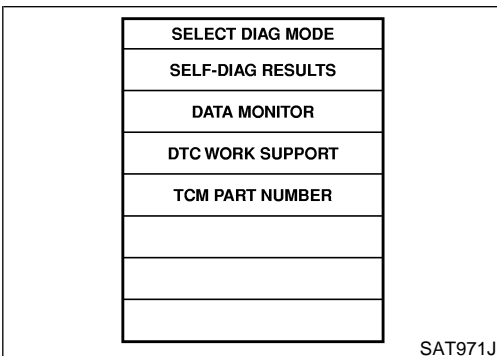 SELECT DIAG MODE
SELF-DIAG RESULTS
DATA MONITOR
DTC WORK SUPPORT
TCM PART NUMBER
SAT971J